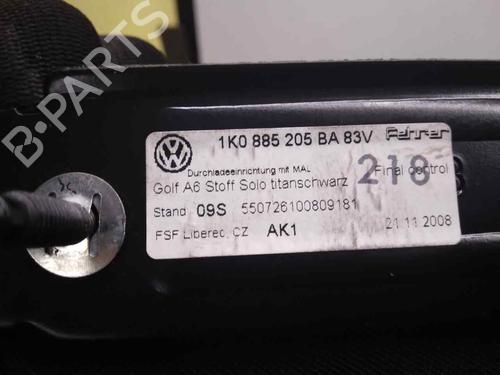 1K0 885 205 BA 83V Fehrer
Durchladeeinrichtung mit MAL
Golf A6 Stoff Solo titanschwarz
218 8
Final control
Stand 09S 550726100809181
FSF Liberec, CZ AK1 21.11.2008
B-PARTS